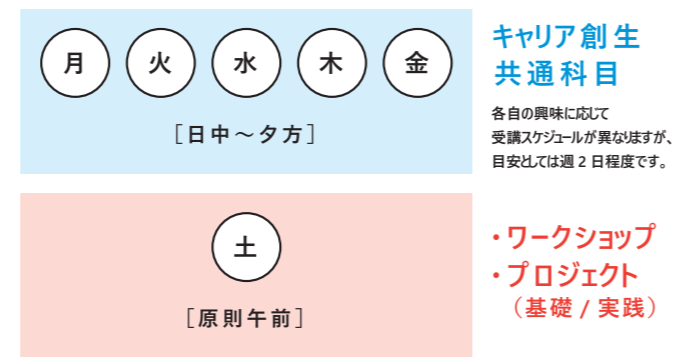 月 火 水 木 金
［日中～夕方］
キャリア創生
共通科目
各自の興味に応じて
受講スケジュールが異なりますが、
目安としては週 2 日程度です。
土
［原則午前］
・ワークショップ
・プロジェクト
（基礎 / 実践）